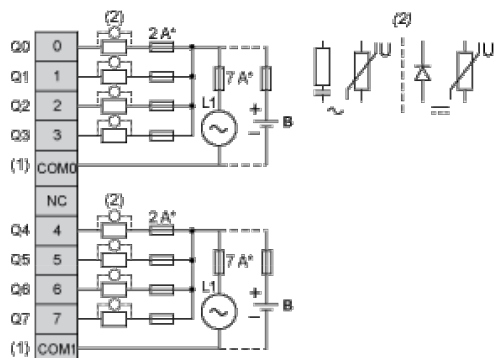 (2) 2 A* (2)
Q0 0
Q1 1 7 A* U U
Q2 2 L1 +
Q3 3 ~ B ~
− 
(1) COM0
NC
(2)
Q4 4 2 A*
Q5 5 7 A*
Q6 6 L1 +
Q7 7 ~ B
−
(1) COM1